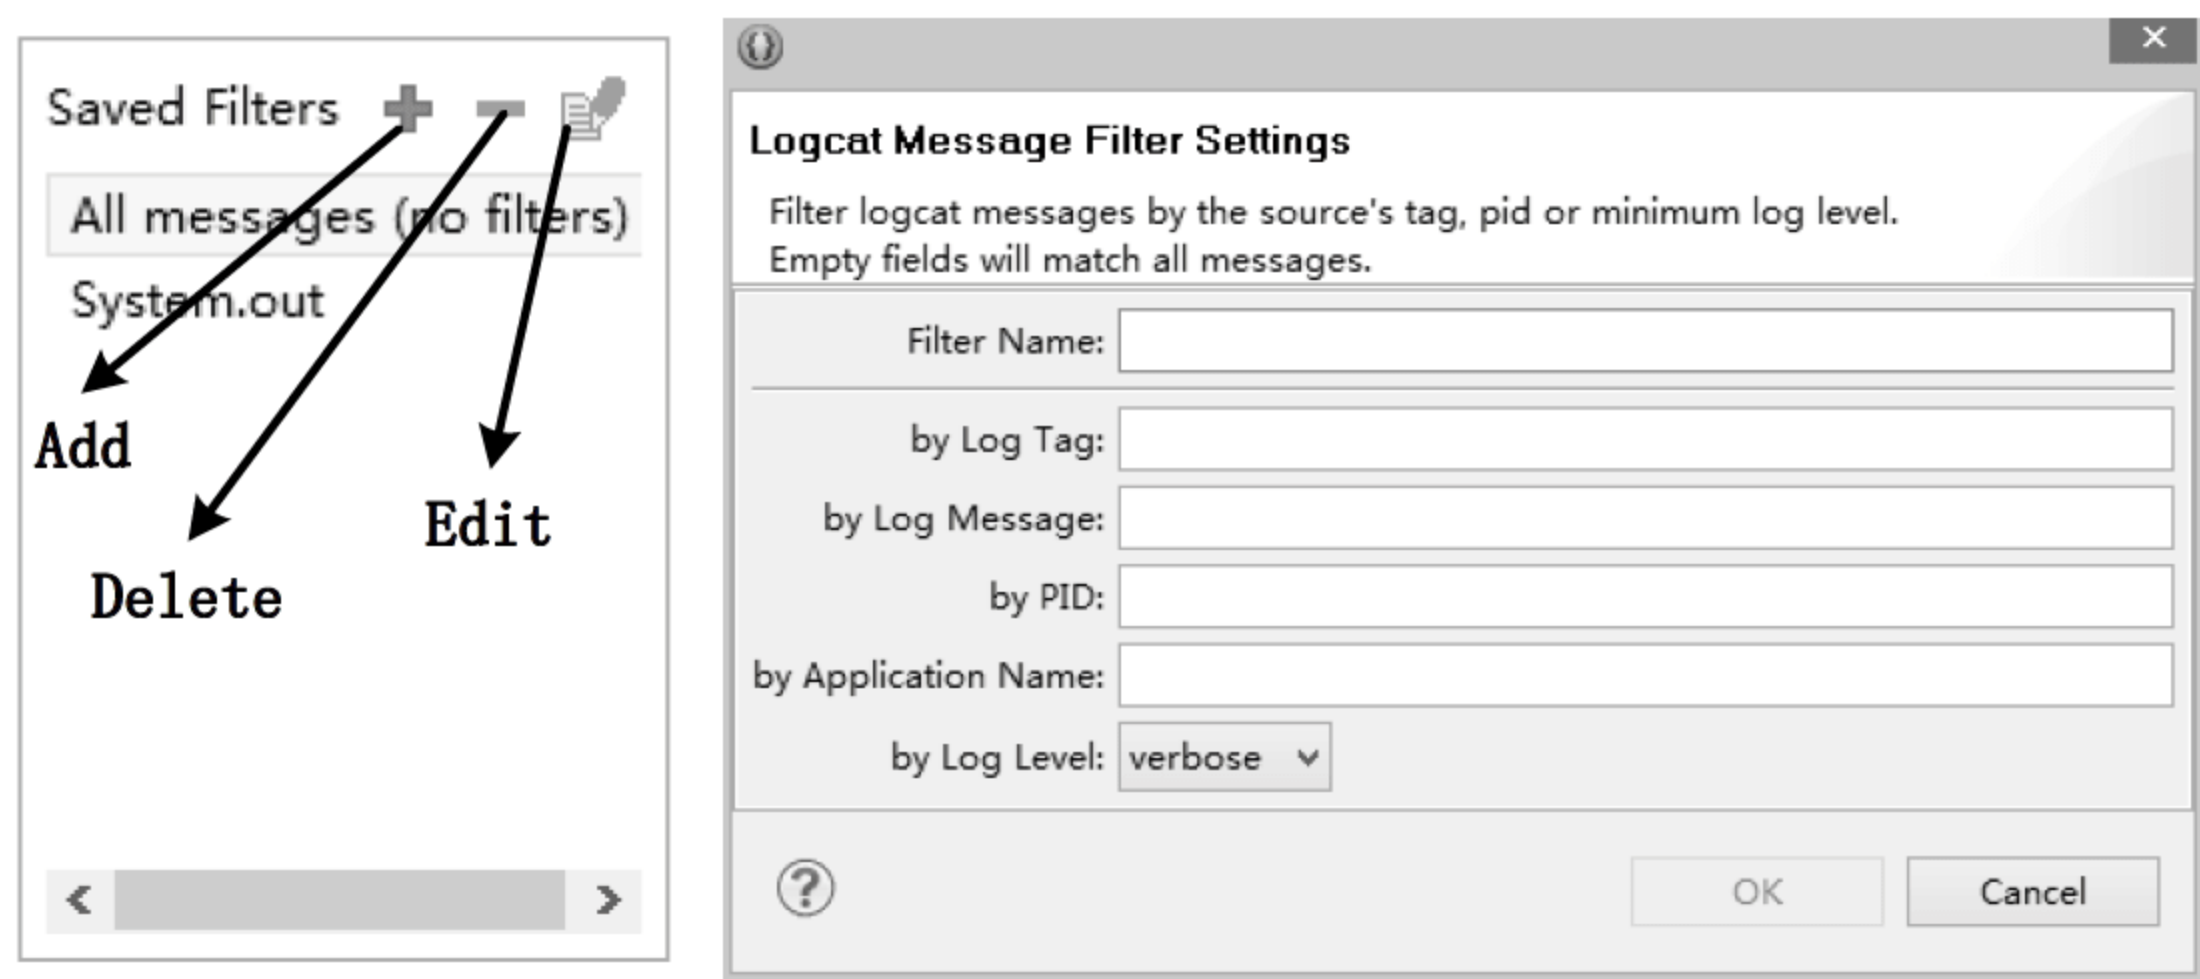 Saved Filters
All messages (no filters)
System.out
Add
Delete
Edit
Logcat Message Filter Settings
Filter logcat messages by the source's tag, pid or minimum log level.
Empty fields will match all messages.
Filter Name:
by Log Tag:
by Log Message:
by PID:
by Application Name:
by Log Level: verbose
OK Cancel